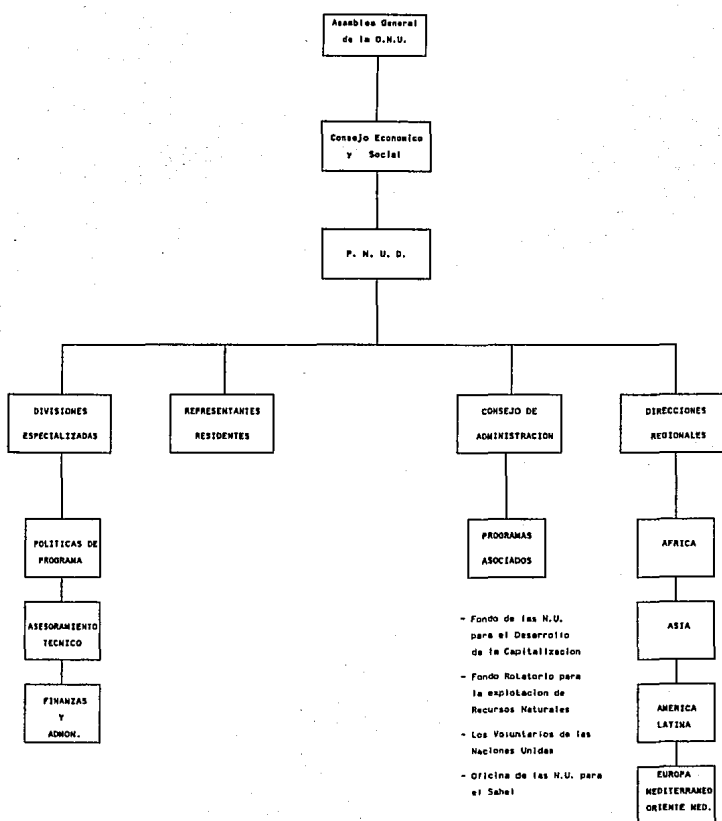 Asamblea General
de la O.N.U.
Consejo Economico
y Social
P. N. U. D.
DIVISIONES
ESPECIALIZADAS
REPRESENTANTES
RESIDENTES
CONSEJO DE
ADMINISTRACION
DIRECCIONES
REGIONALES
POLITICAS DE
PROGRAMA
ASESORAMIENTO
TECNICO
FINANZAS
Y
ADMON.
PROGRAMAS
ASOCIADOS
- Fondo de las N.U.
para el Desarrollo
de la Capitalizacion
- Fondo Rotatorio para
la explotacion de
Recursos Naturales
- Los Voluntarios de las
Naciones Unidas
- Oficina de las N.U. para
el Sahel
AFRICA
ASIA
AMERICA
LATINA
EUROPA
MEDITERRANEO
ORIENTE MED.